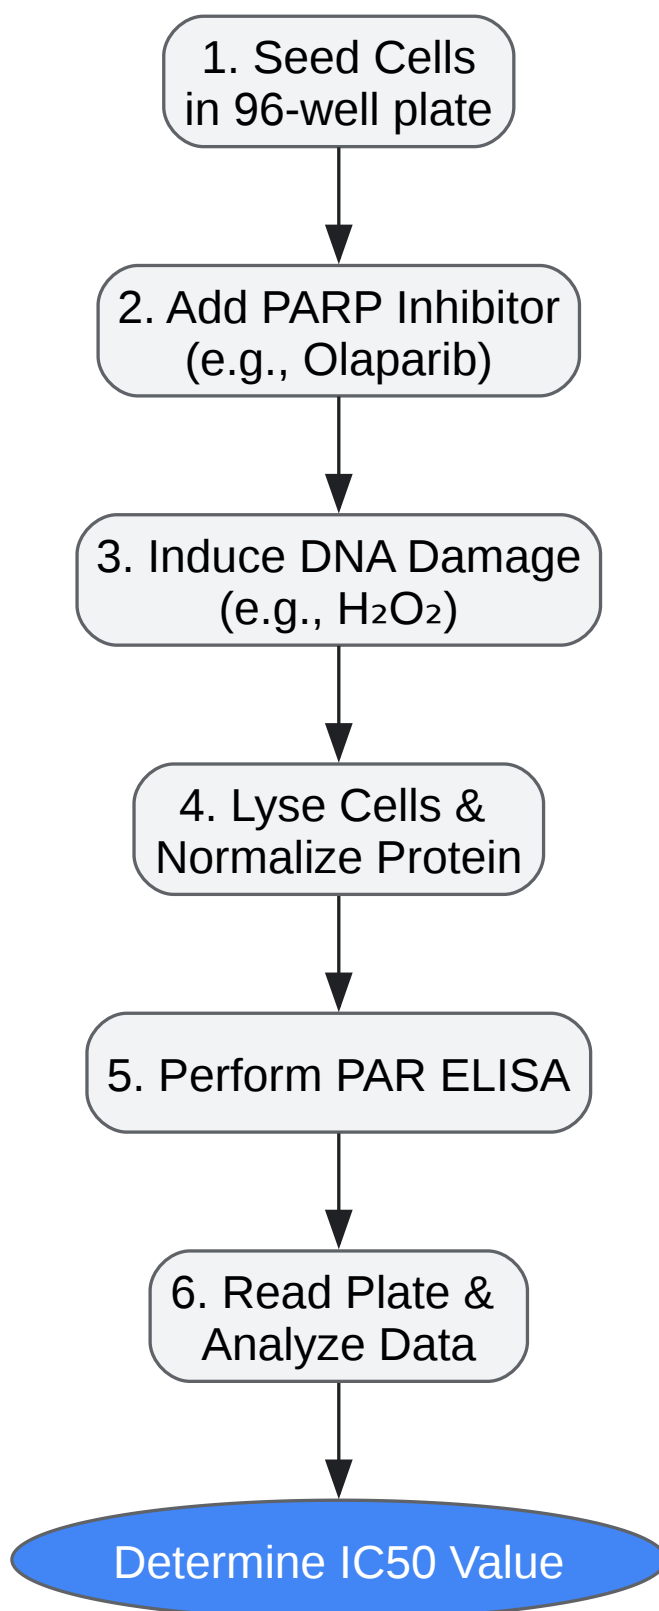 1. Seed Cells
in 96-well plate
2. Add PARP Inhibitor
(e.g., Olaparib)
3. Induce DNA Damage
(e.g., H₂O₂)
4. Lyse Cells &
Normalize Protein
5. Perform PAR ELISA
6. Read Plate &
Analyze Data
Determine IC50 Value